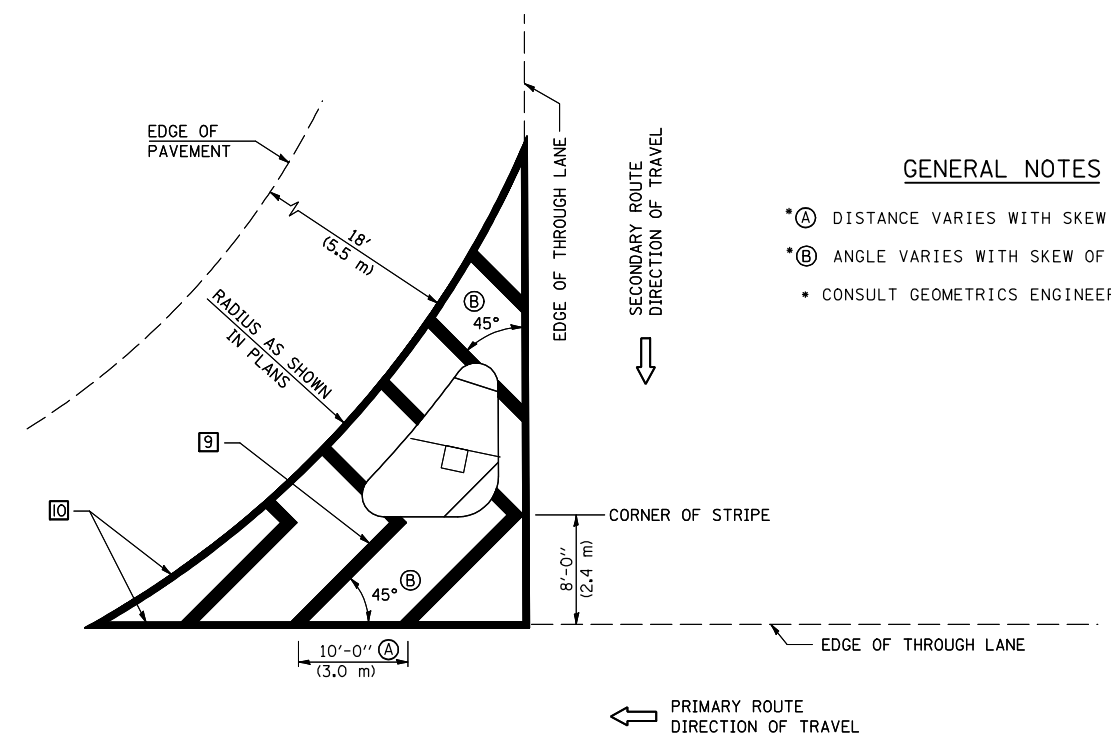 EDGE OF
PAVEMENT
18'
(5.5 m)
RADIUS AS SHOWN
IN PLANS
9
10
B
45°
45° B
10'-0" A
(3.0 m)
EDGE OF THROUGH LANE
SECONDARY ROUTE
DIRECTION OF TRAVEL
CORNER OF STRIPE
8'-0"
(2.4 m)
EDGE OF THROUGH LANE
PRIMARY ROUTE
DIRECTION OF TRAVEL
GENERAL NOTES
*A DISTANCE VARIES WITH SKEW
*B ANGLE VARIES WITH SKEW OF
* CONSULT GEOMETRICS ENGINEER